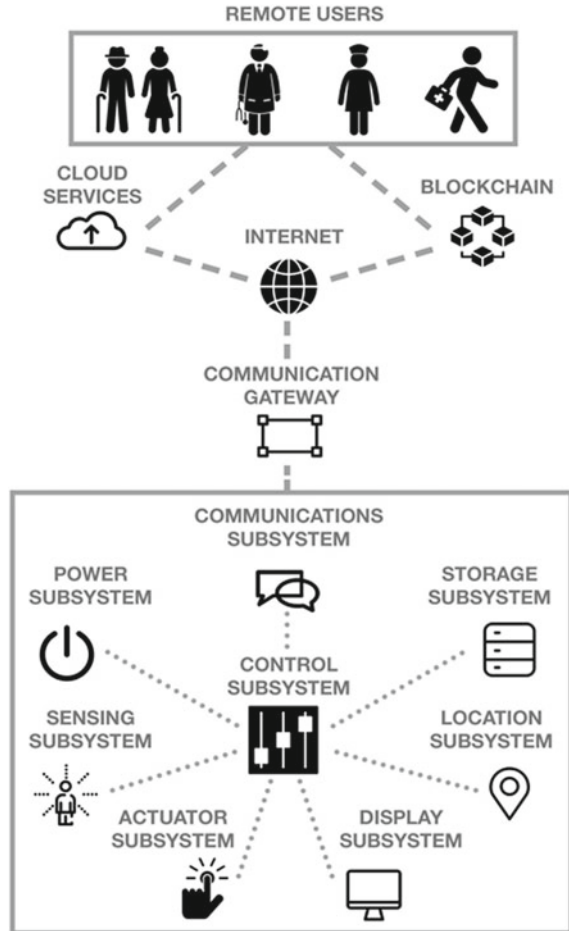 REMOTE USERS
CLOUD
SERVICES
BLOCKCHAIN
INTERNET
COMMUNICATION
GATEWAY
COMMUNICATIONS
SUBSYSTEM
POWER
SUBSYSTEM
STORAGE
SUBSYSTEM
CONTROL
SUBSYSTEM
SENSING
SUBSYSTEM
LOCATION
SUBSYSTEM
ACTUATOR
SUBSYSTEM
DISPLAY
SUBSYSTEM